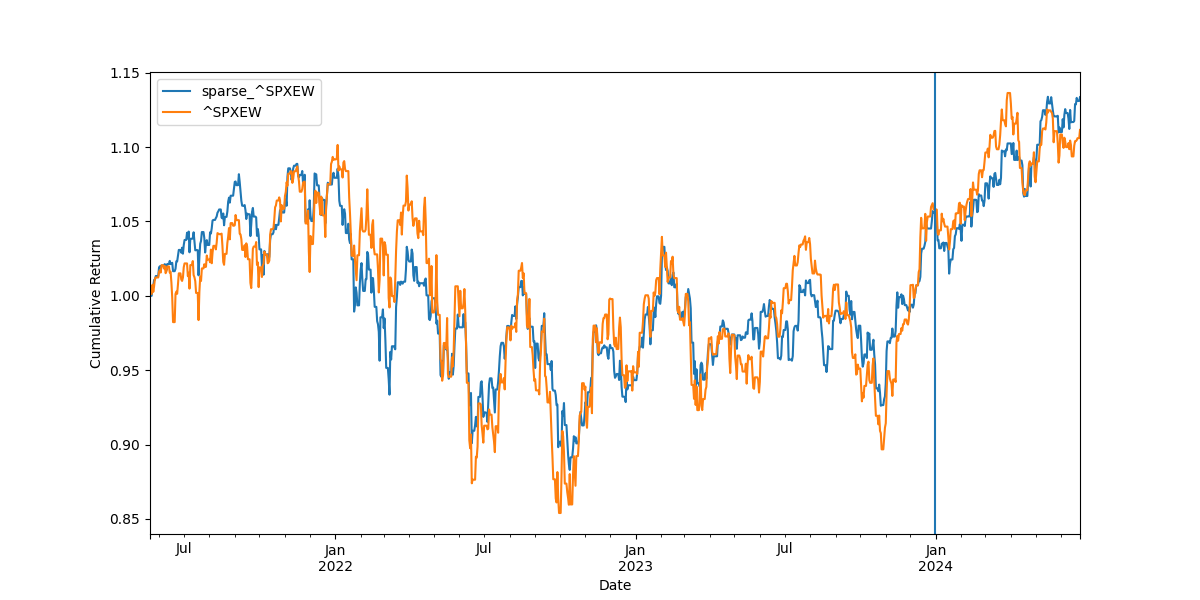 sparse_^SPXEW
^SPXEW
1.15
1.10
1.05
1.00
0.95
0.90
0.85
Cumulative Return
Jul
Jan
2022
Jul
Jan
2023
Jul
Jan
2024
Date